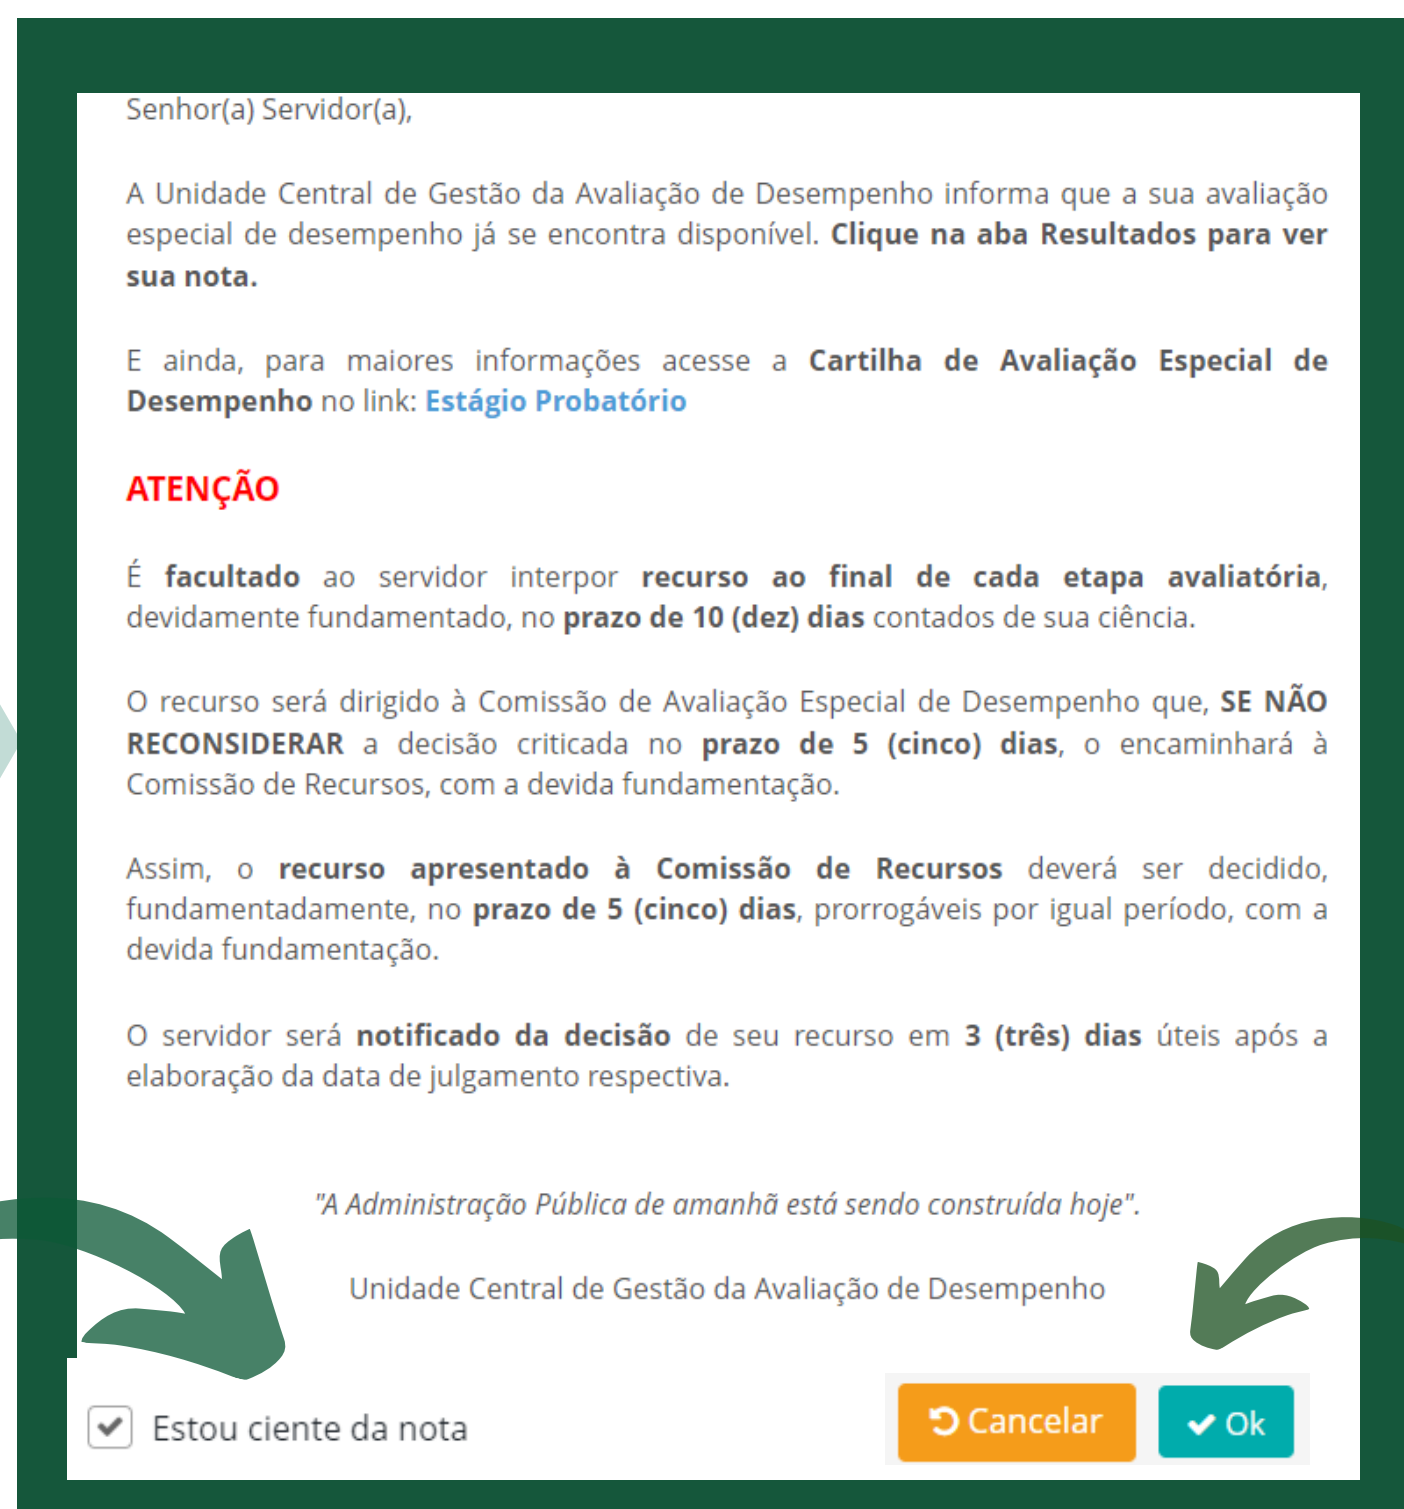 Senhor(a) Servidor(a),
A Unidade Central de Gestão da Avaliação de Desempenho informa que a sua avaliação
especial de desempenho já se encontra disponível. Clique na aba Resultados para ver
sua nota.
E ainda, para maiores informações acesse a Cartilha de Avaliação Especial de
Desempenho no link: Estágio Probatório
ATENÇÃO
É facultado ao servidor interpor recurso ao final de cada etapa avaliatória,
devidamente fundamentado, no prazo de 10 (dez) dias contados de sua ciência.
O recurso será dirigido à Comissão de Avaliação Especial de Desempenho que, SE NÃO
RECONSIDERAR a decisão criticada no prazo de 5 (cinco) dias, o encaminhará à
Comissão de Recursos, com a devida fundamentação.
Assim, o recurso apresentado à Comissão de Recursos deverá ser decidido,
fundamentadamente, no prazo de 5 (cinco) dias, prorrogáveis por igual período, com a
devida fundamentação.
O servidor será notificado da decisão de seu recurso em 3 (três) dias úteis após a
elaboração da data de julgamento respectiva.
"A Administração Pública de amanhã está sendo construída hoje".
Unidade Central de Gestão da Avaliação de Desempenho
Estou ciente da nota
Cancelar
Ok